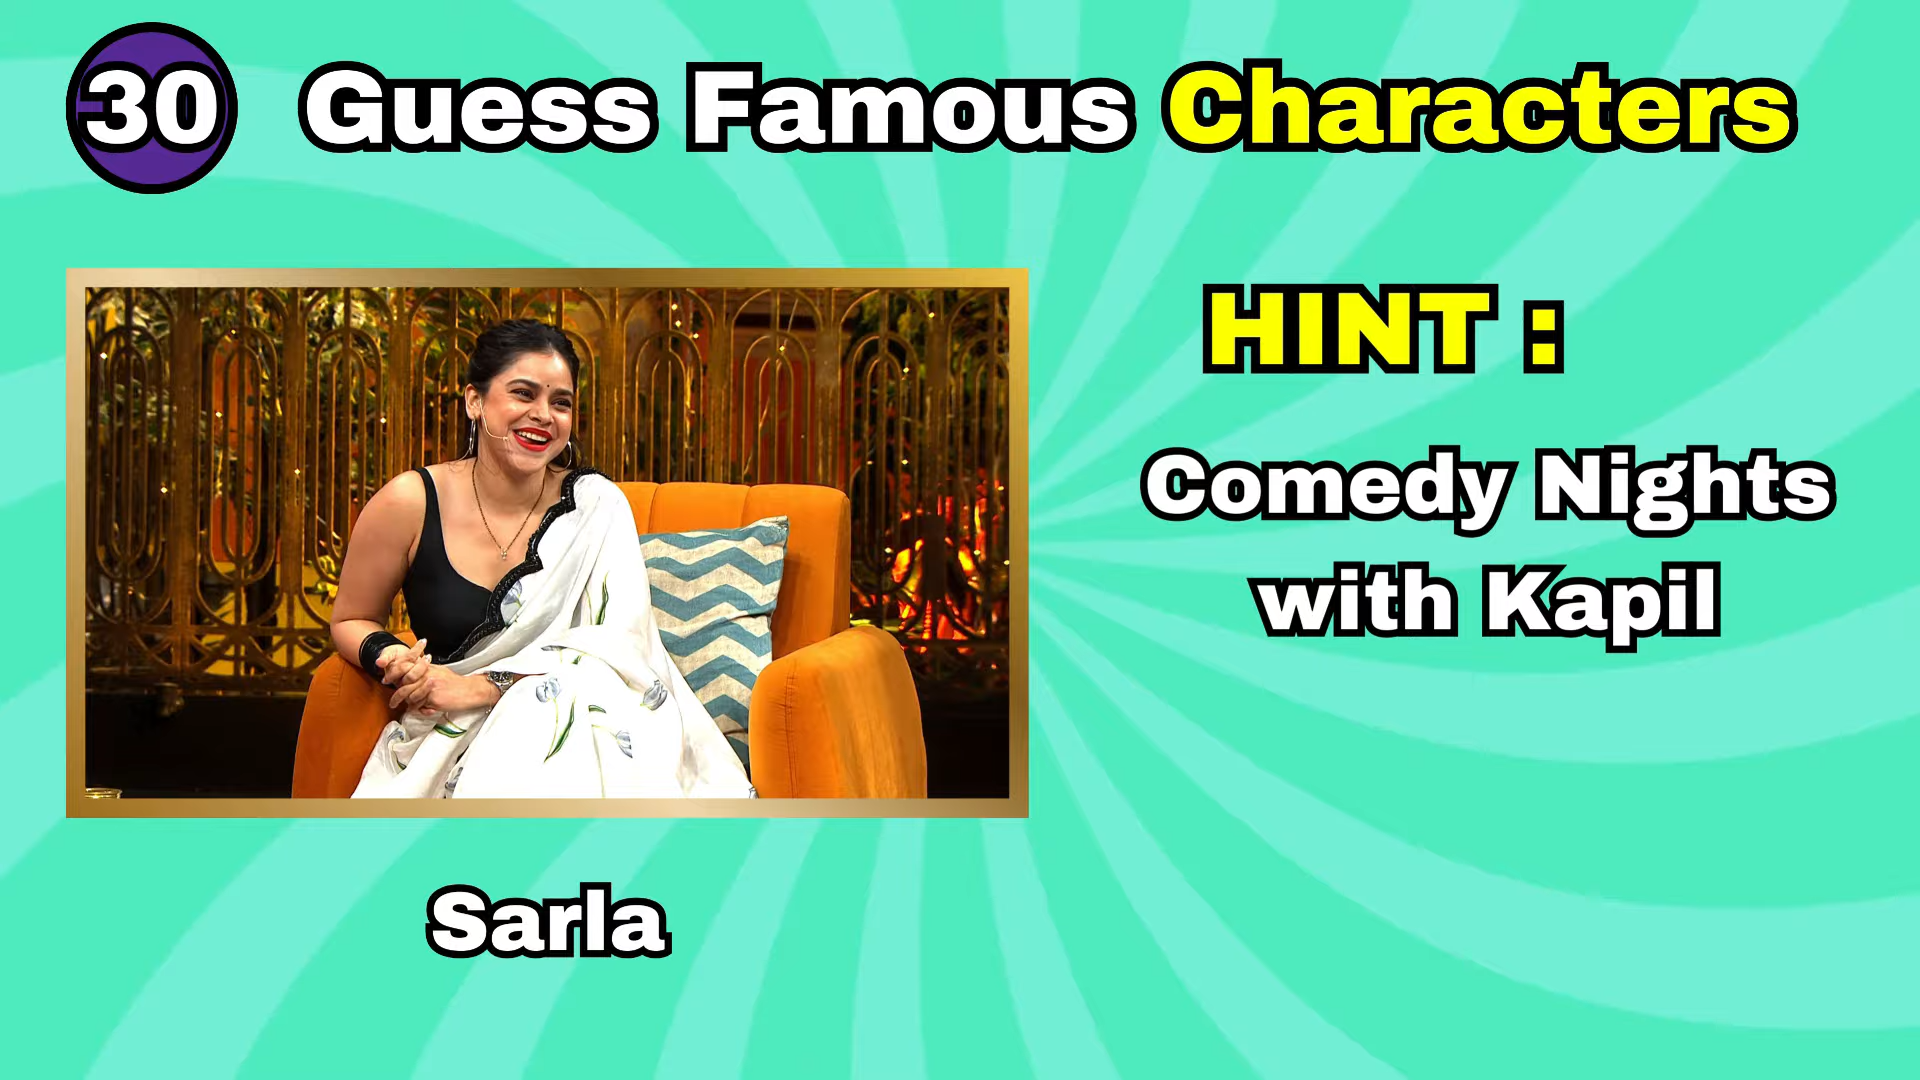 30 Guess Famous Characters
HINT :
Comedy Nights
with Kapil
Sarla